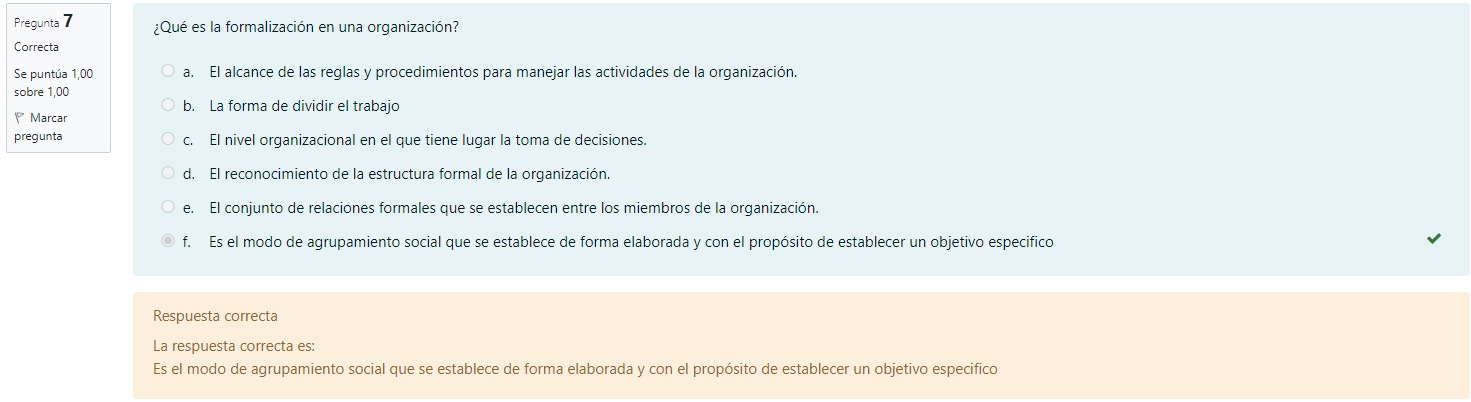 Pregunta 7
Correcta
Se puntúa 1,00
sobre 1,00
Marcar
pregunta
¿Qué es la formalización en una organización?
a. El alcance de las reglas y procedimientos para manejar las actividades de la organización.
b. La forma de dividir el trabajo
c. El nivel organizacional en el que tiene lugar la toma de decisiones.
d. El reconocimiento de la estructura formal de la organización.
e. El conjunto de relaciones formales que se establecen entre los miembros de la organización.
f. Es el modo de agrupamiento social que se establece de forma elaborada y con el propósito de establecer un objetivo especifico
Respuesta correcta
La respuesta correcta es:
Es el modo de agrupamiento social que se establece de forma elaborada y con el propósito de establecer un objetivo especifico